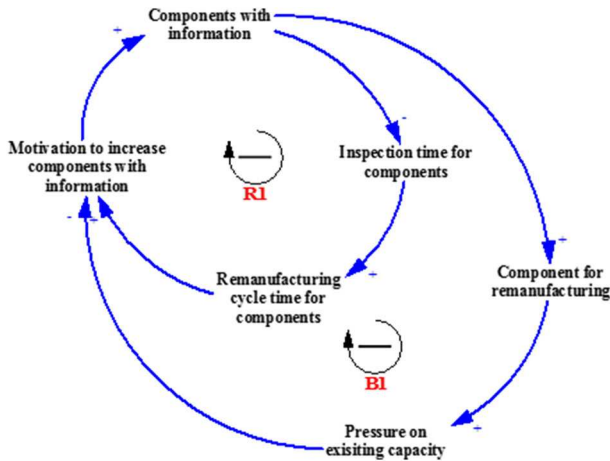 Components with
information
+
+
-
Motivation to increase
components with
information
Inspection time for
components
R1
-
+
+
+
Remanufacturing
cycle time for
components
Component for
remanufacturing
B1
Pressure on
exisiting capacity
+